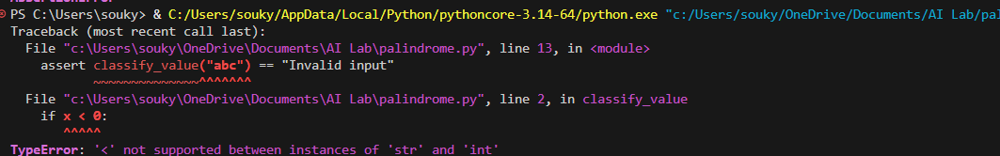 PS C:\Users\souky> & C:/Users/souky/AppData/Local/Python/pythoncore-3.14-64/python.exe "c:/Users/souky/OneDrive/Documents/AI Lab/pal
Traceback (most recent call last):
  File "c:\Users\souky\OneDrive\Documents\AI Lab\palindrome.py", line 13, in <module>
    assert classify_value("abc") == "Invalid input"
           ~~~~~~~~~~~~~~^^^^^^^
  File "c:\Users\souky\OneDrive\Documents\AI Lab\palindrome.py", line 2, in classify_value
    if x < 0:
       ^^^^^
TypeError: '<' not supported between instances of 'str' and 'int'